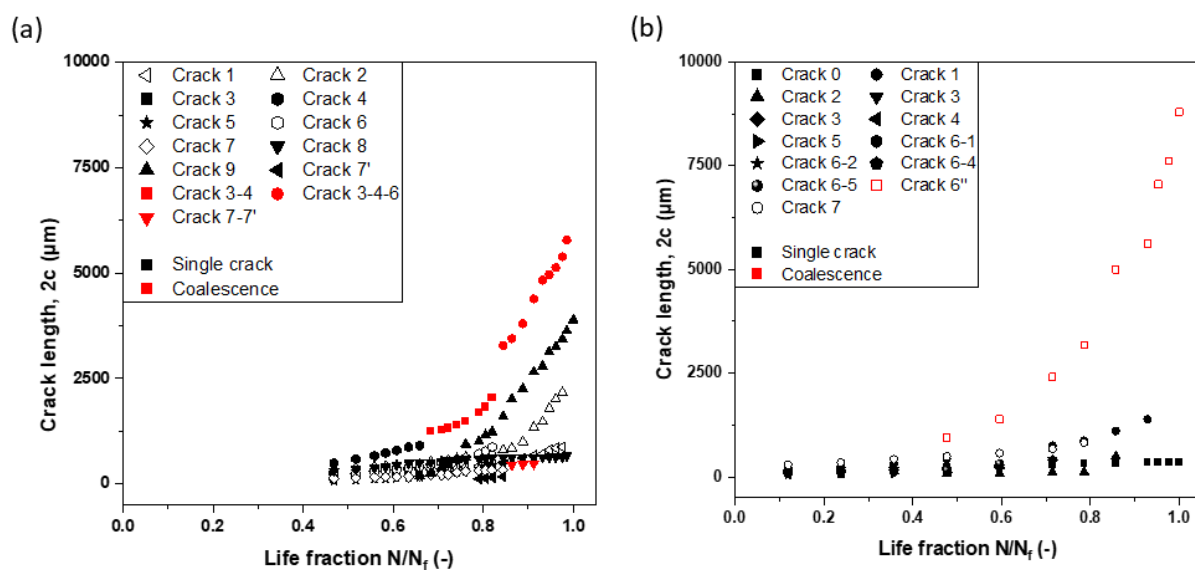 (a)
10000
7500
5000
2500
0
Crack length, 2c (µm)
Crack 1 Crack 2
Crack 3 Crack 4
Crack 5 Crack 6
Crack 7 Crack 8
Crack 9 Crack 7'
Crack 3-4 Crack 3-4-6
Crack 7-7'
Single crack
Coalescence
0.0 0.2 0.4 0.6 0.8 1.0
Life fraction N/Nf (-)
(b)
10000
7500
5000
2500
0
Crack length, 2c (µm)
Crack 0 Crack 1
Crack 2 Crack 3
Crack 3 Crack 4
Crack 5 Crack 6-1
Crack 6-2 Crack 6-4
Crack 6-5 Crack 6"
Crack 7
Single crack
Coalescence
0.0 0.2 0.4 0.6 0.8 1.0
Life fraction N/Nf (-)